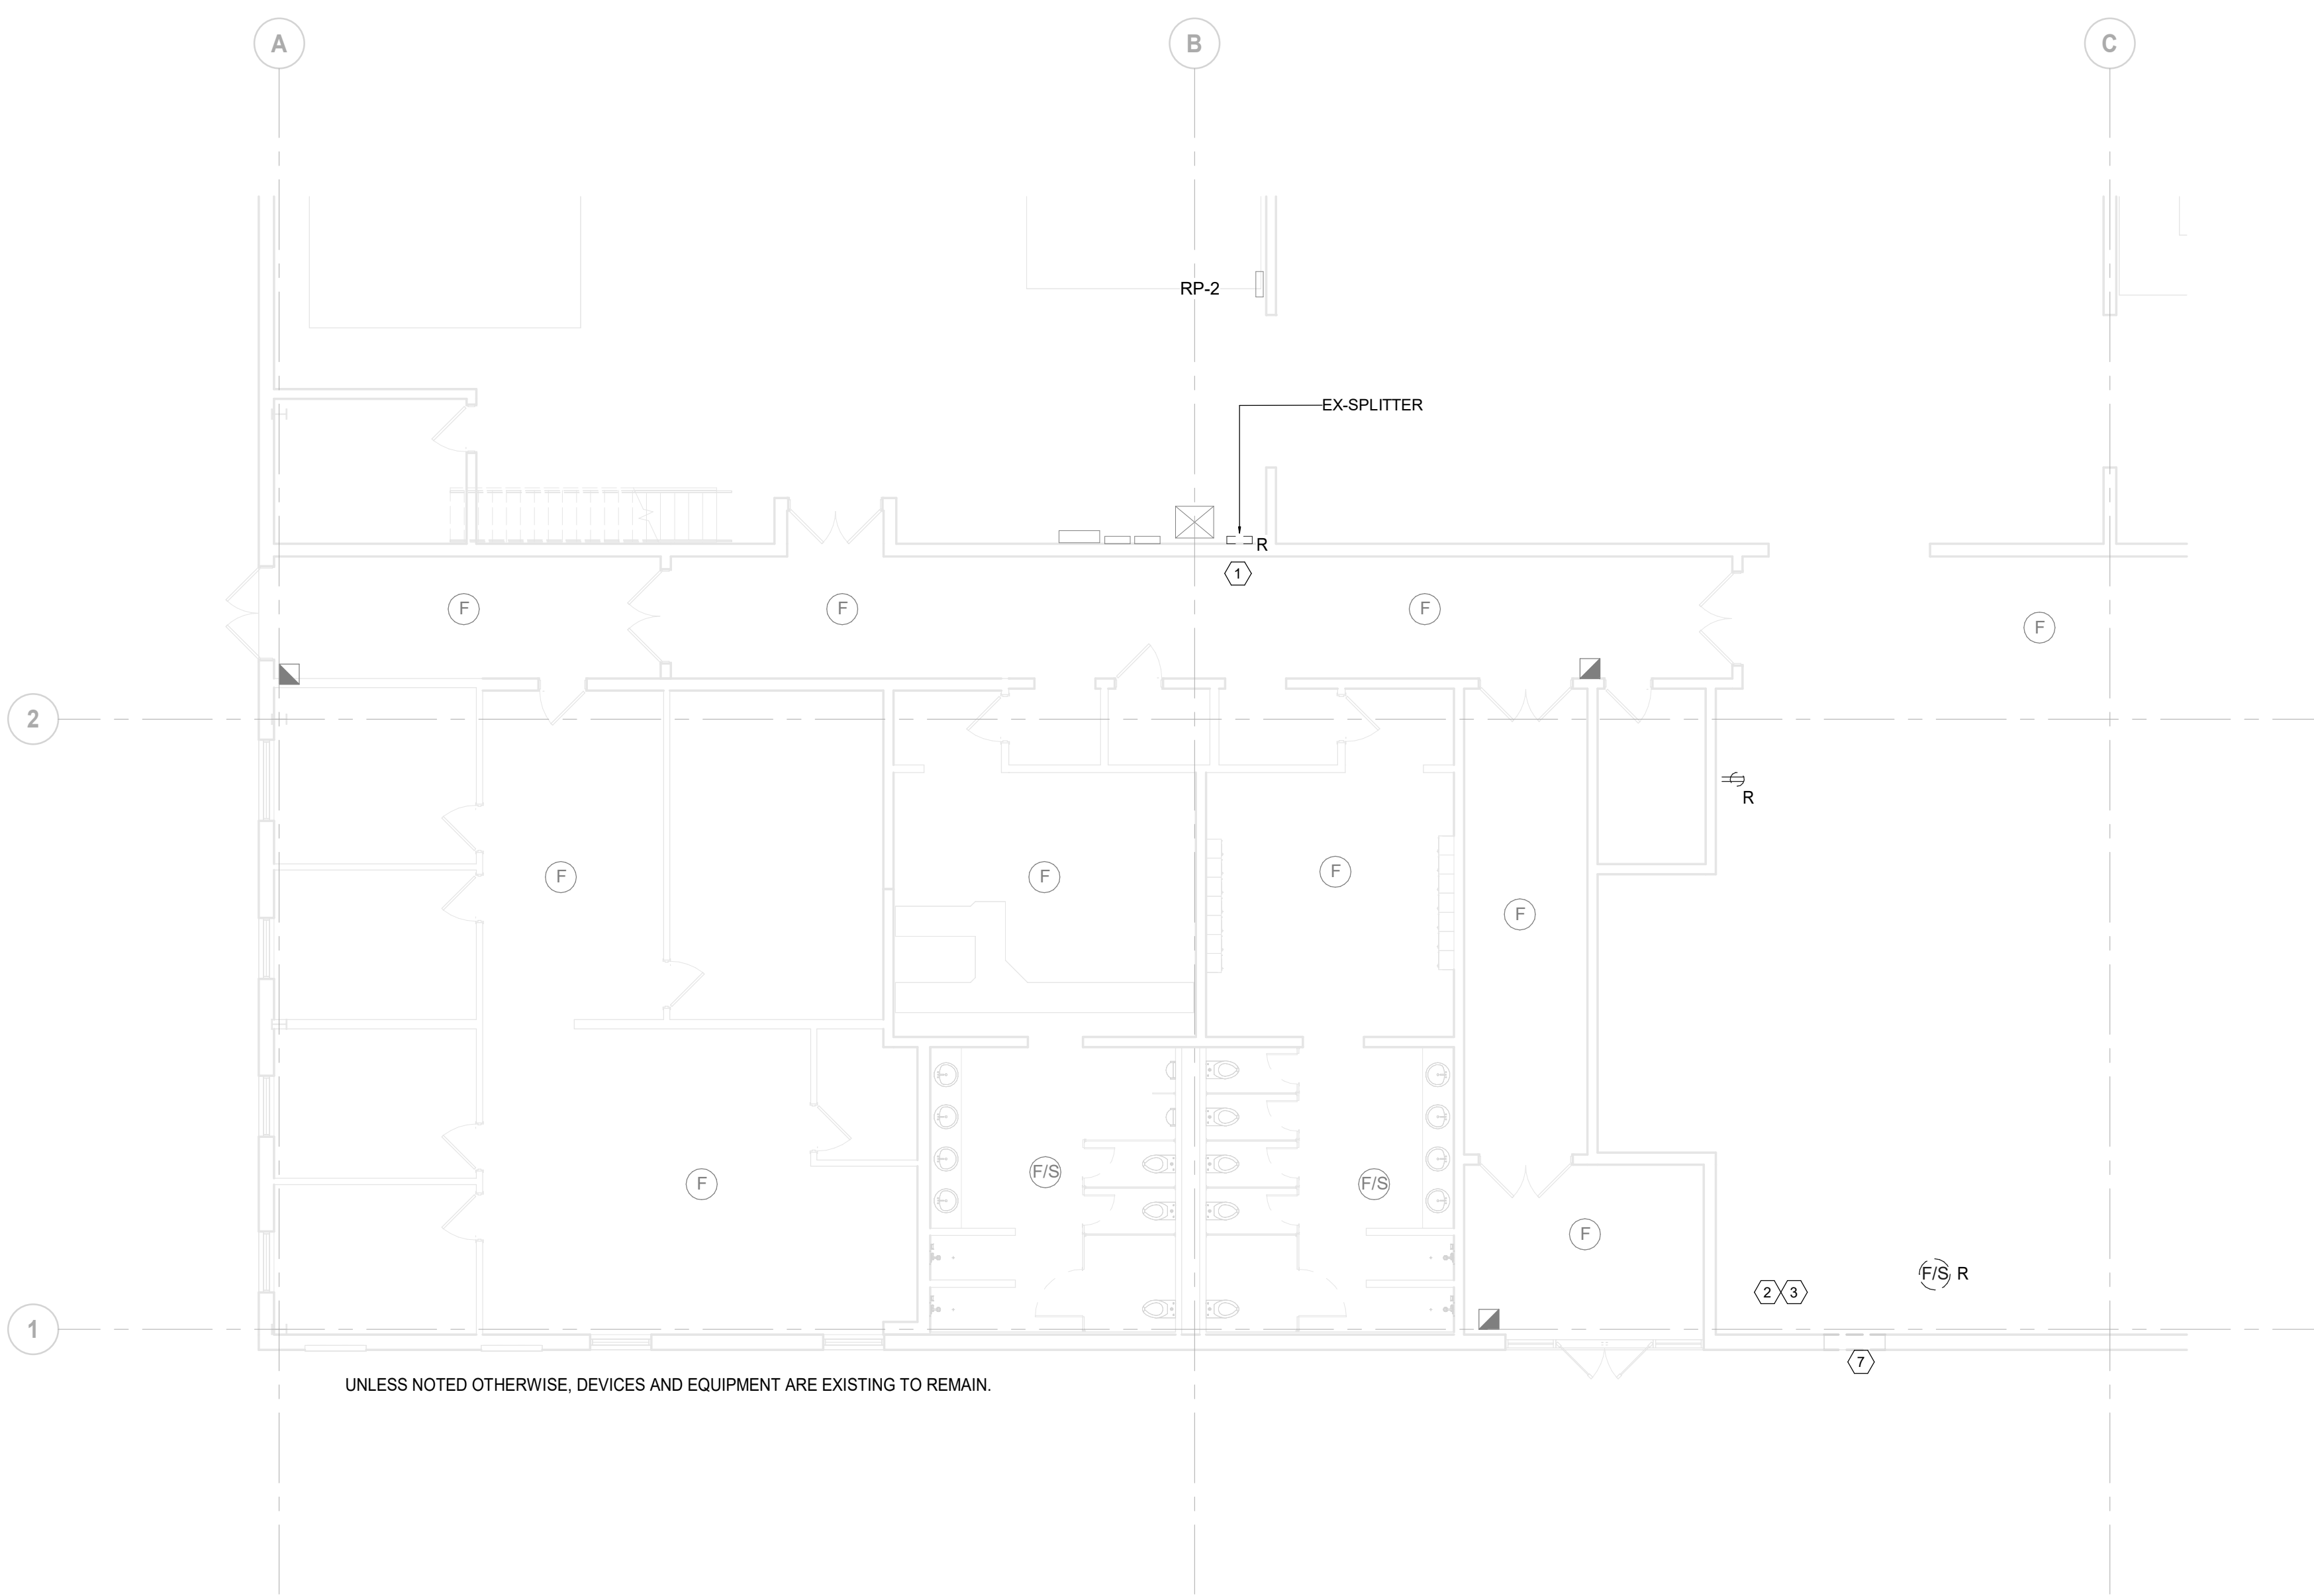 A
B
C
RP-2
EX-SPLITTER
R
1
F
F
F
F
2
R
F
F
F
F
F/S
F/S
F
F/S R
2 3
1
7
UNLESS NOTED OTHERWISE, DEVICES AND EQUIPMENT ARE EXISTING TO REMAIN.